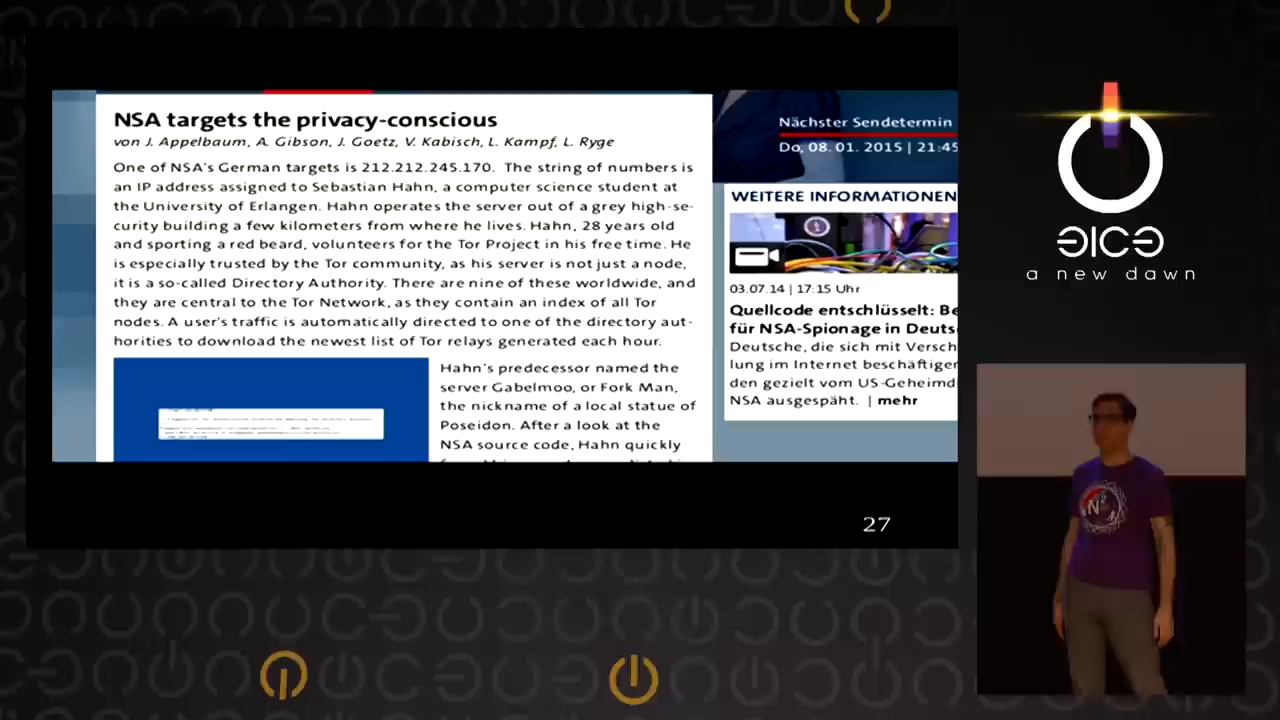 NSA targets the privacy-conscious
von J. Appelbaum, A. Gibson, J. Goetz, V. Kabisch, L. Kampf, L. Ryge
One of NSA's German targets is 212.212.245.170. The string of numbers is
an IP address assigned to Sebastian Hahn, a computer science student at
the University of Erlangen. Hahn operates the server out of a grey high-se-
curity building a few kilometers from where he lives. Hahn, 28 years old
and sporting a red beard, volunteers for the Tor Project in his free time. He
is especially trusted by the Tor community, as his server is not just a node,
it is a so-called Directory Authority. There are nine of these worldwide, and
they are central to the Tor Network, as they contain an index of all Tor
nodes. A user's traffic is automatically directed to one of the directory aut-
horities to download the newest list of Tor relays generated each hour.
Hahn's predecessor named the
server Gabelmoo, or Fork Man,
the nickname of a local statue of
Poseidon. After a look at the
NSA source code, Hahn quickly
Nächster Sendetermin
Do, 08. 01. 2015 | 21:45
WEITERE INFORMATIONEN
03.07.14 | 17:15 Uhr
Quellcode entschlüsselt: Be
für NSA-Spionage in Deuts
Deutsche, die sich mit Versch
lung im Internet beschäftiger
den gezielt vom US-Geheimd
NSA ausgespäht. | mehr
27
a new dawn
N²